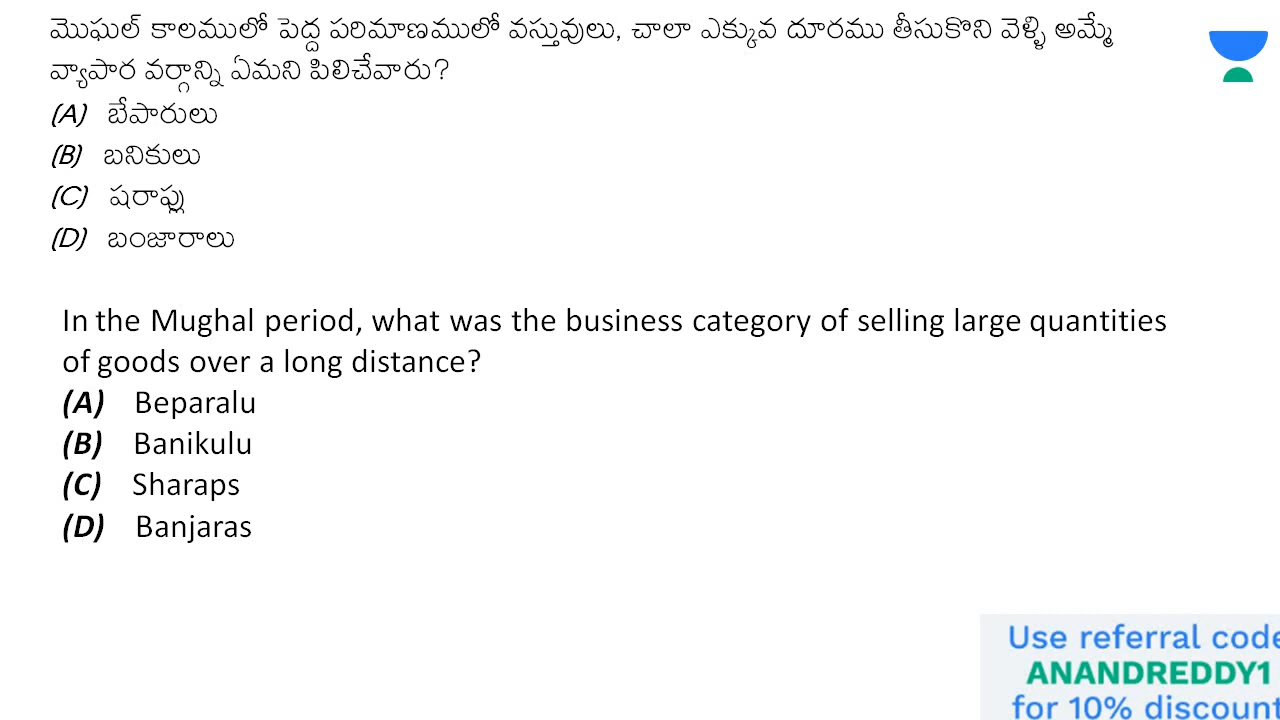 మొఘల్ కాలములో పెద్ద పరిమాణములో వస్తువులు, చాలా ఎక్కువ దూరము తీసుకొని వెళ్ళి అమ్మే
వ్యాపార వర్గాన్ని ఏమని పిలిచేవారు?
(A) బేపారులు
(B) బనికులు
(C) షరాఫ్లు
(D) బంజారాలు
In the Mughal period, what was the business category of selling large quantities
of goods over a long distance?
(A) Beparalu
(B) Banikulu
(C) Sharaps
(D) Banjaras
Use referral code
ANANDREDDY1
for 10% discount